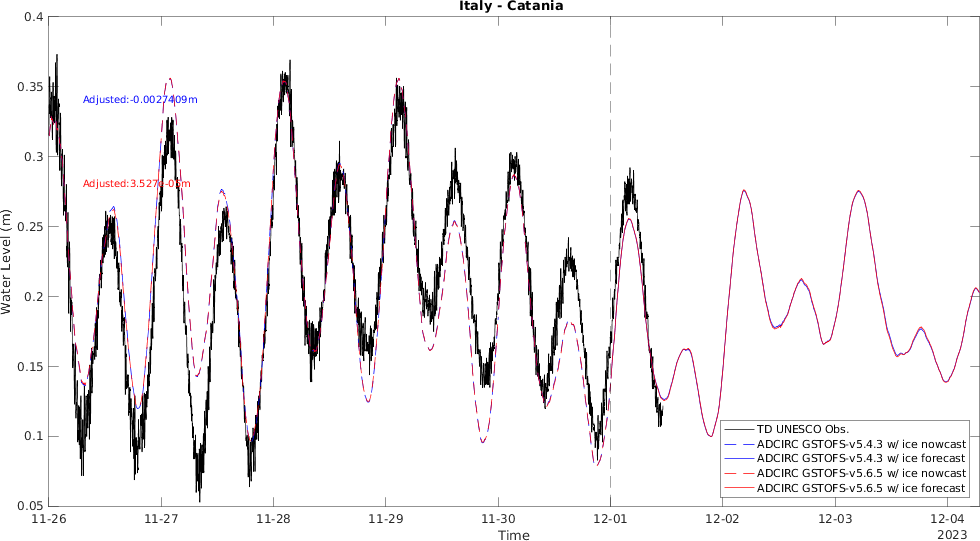 Italy - Catania
0.4
0.35
0.3
0.25
0.2
0.15
0.1
0.05
Water Level (m)
Adjusted:-0.0027409m
Adjusted:3.527e-05m
11-26
11-27
11-28
11-29
11-30
12-01
12-02
12-03
12-04
Time
2023
TD UNESCO Obs.
ADCIRC GSTOFS-v5.4.3 w/ ice nowcast
ADCIRC GSTOFS-v5.4.3 w/ ice forecast
ADCIRC GSTOFS-v5.6.5 w/ ice nowcast
ADCIRC GSTOFS-v5.6.5 w/ ice forecast